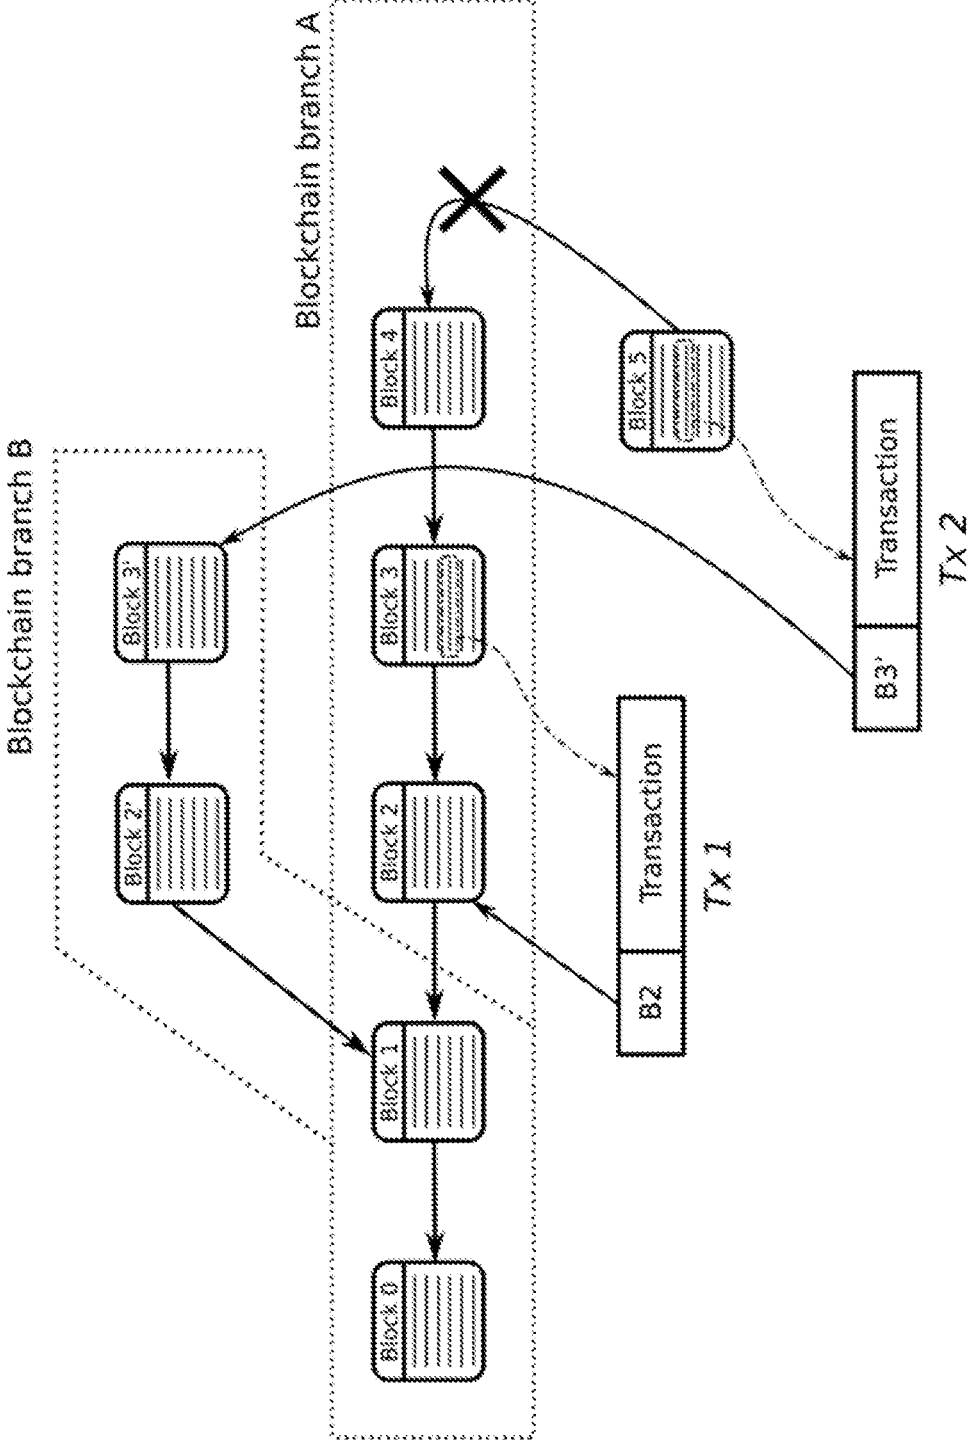 Blockchain branch B
Blockchain branch A
Block 2'
Block 3'
Block 0
Block 1
Block 2
Block 3
Block 4
Block 5
B2
Transaction
Tx 1
B3'
Transaction
Tx 2